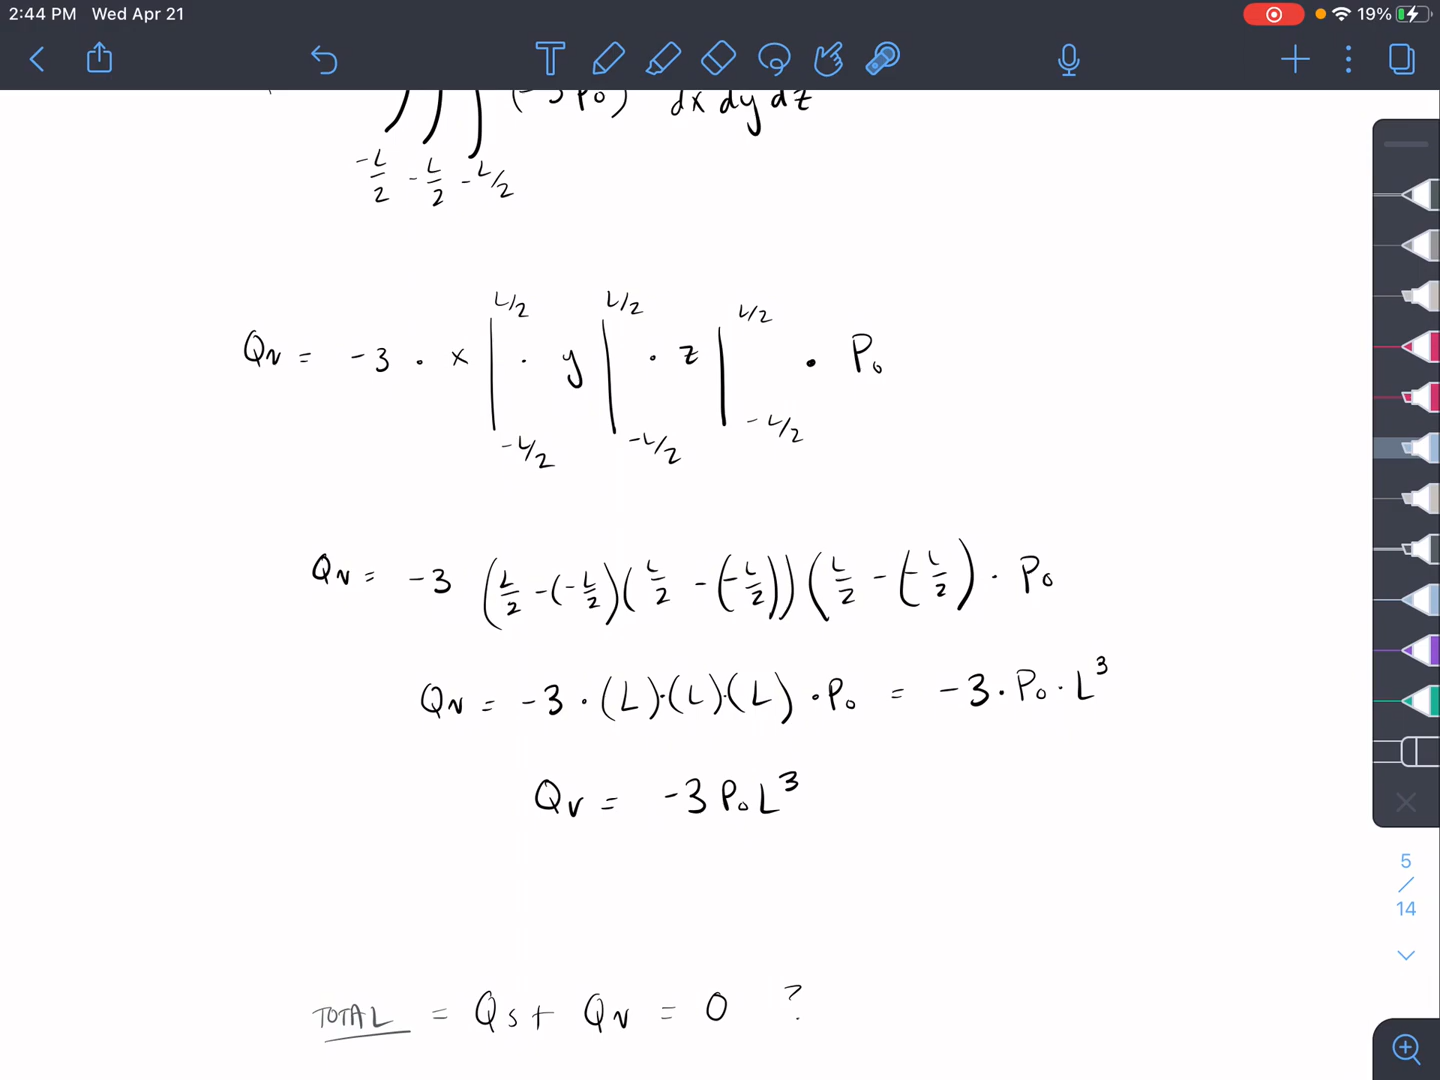 2:44 PM Wed Apr 21 19%
(-3 P₀) dx dy dz
-L/2 -L/2 -L/2
L/2 L/2 L/2
Qv = -3 · x | · y | · z | · P₀
-L/2 -L/2 -L/2
Qv = -3 (L/2 -(-L/2)(L/2 -(-L/2))(L/2 -(-L/2) · P₀
Qv = -3 · (L)·(L)·(L) · P₀ = -3 · P₀ · L³
Qv = -3 P₀ L³
TOTAL = Qs + Qv = 0 ?
5
/
14